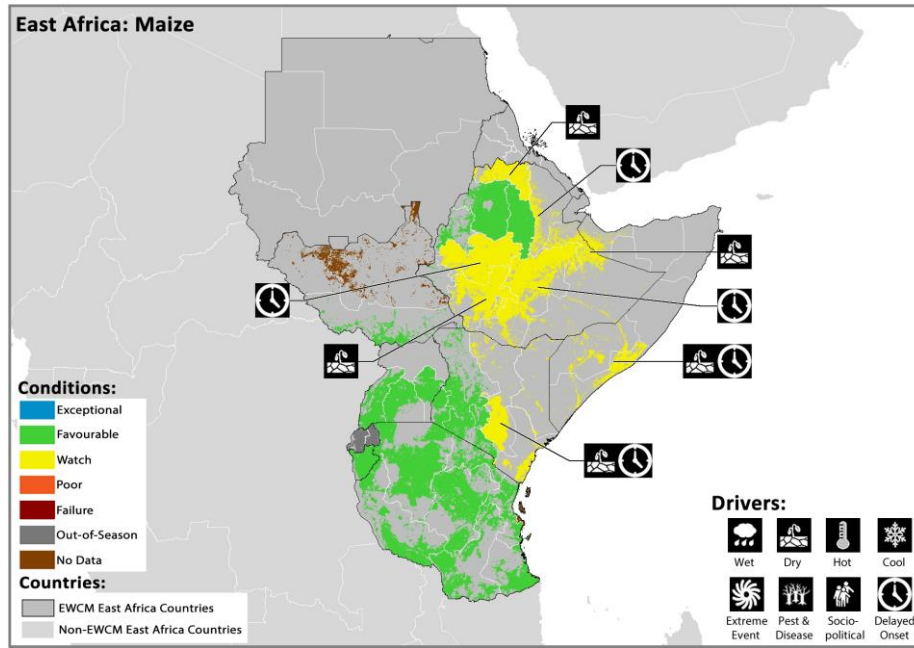 East Africa: Maize
Conditions:
Exceptional
Favourable
Watch
Poor
Failure
Out-of-Season
No Data
Countries:
EWCM East Africa Countries
Non-EWCM East Africa Countries
Drivers:
Wet
Dry
Hot
Cool
Extreme
Event
Pest &
Disease
Socio-
political
Delayed
Onset